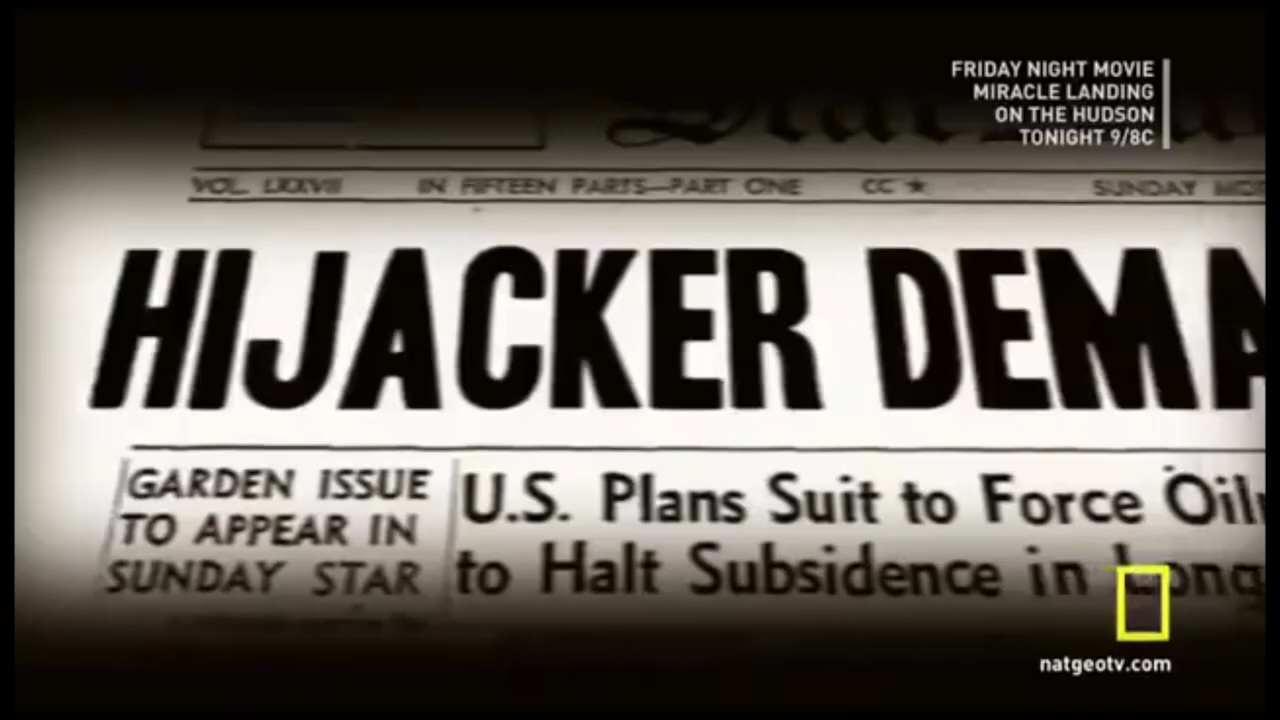 FRIDAY NIGHT MOVIE
MIRACLE LANDING
ON THE HUDSON
TONIGHT 9/8C
VOL. LXXVII IN FIFTEEN PARTS—PART ONE CC ★ SUNDAY
HIJACKER DEMA
GARDEN ISSUE
TO APPEAR IN
SUNDAY STAR
U.S. Plans Suit to Force Oil
to Halt Subsidence in Long
natgeotv.com